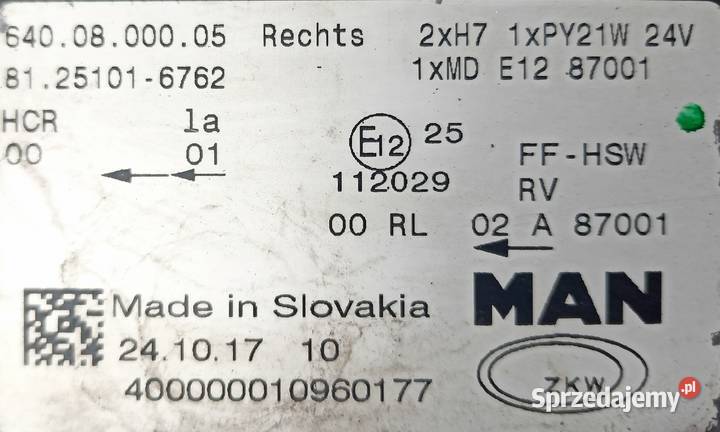 640.08.000.05 Rechts 2xH7 1xPY21W 24V
81.25101-6762 1xMD E12 87001
HCR 1a
00 01
E12 25
FF-HSW
112029 RV
00 RL 02 A 87001
MAN
Made in Slovakia
24.10.17 10
ZKW
400000010960177
Sprzedajemy.pl